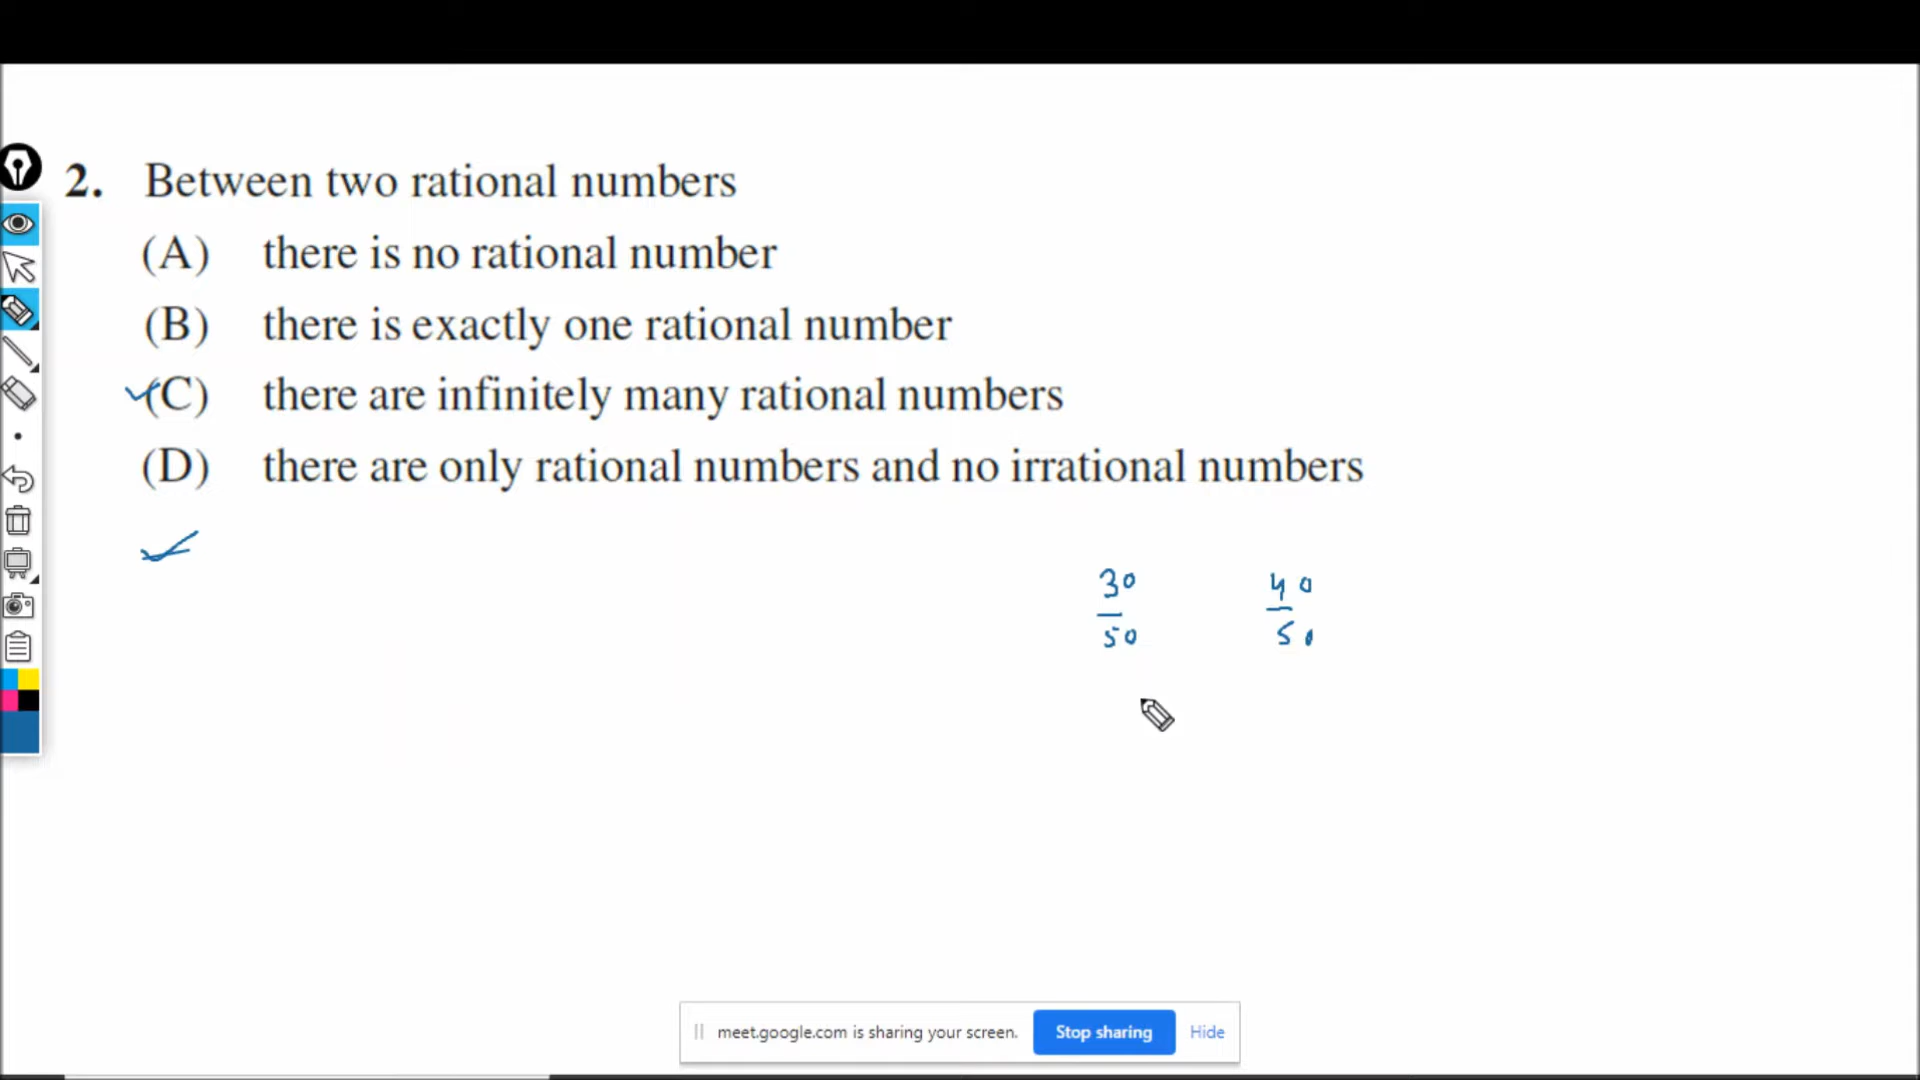 2. Between two rational numbers
(A) there is no rational number
(B) there is exactly one rational number
(C) there are infinitely many rational numbers
(D) there are only rational numbers and no irrational numbers
30 40
50 50
meet.google.com is sharing your screen. Stop sharing Hide